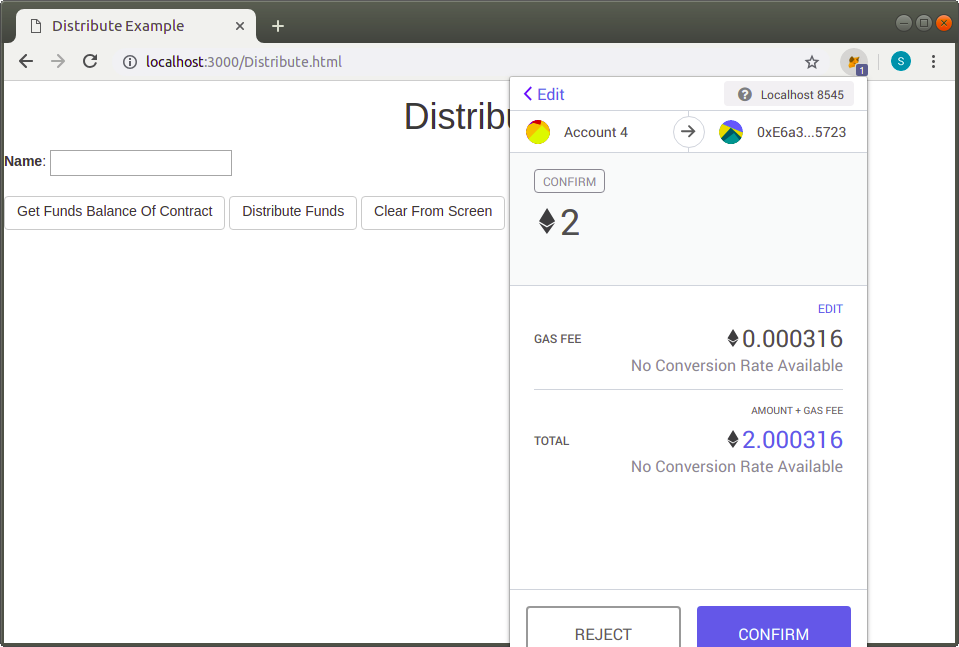 Distribute Example
localhost:3000/Distribute.html
S
1
Edit
? Localhost 8545
Distribu
Account 4
0xE6a3...5723
Name:
CONFIRM
2
Get Funds Balance Of Contract
Distribute Funds
Clear From Screen
EDIT
GAS FEE
0.000316
No Conversion Rate Available
AMOUNT + GAS FEE
TOTAL
2.000316
No Conversion Rate Available
REJECT
CONFIRM